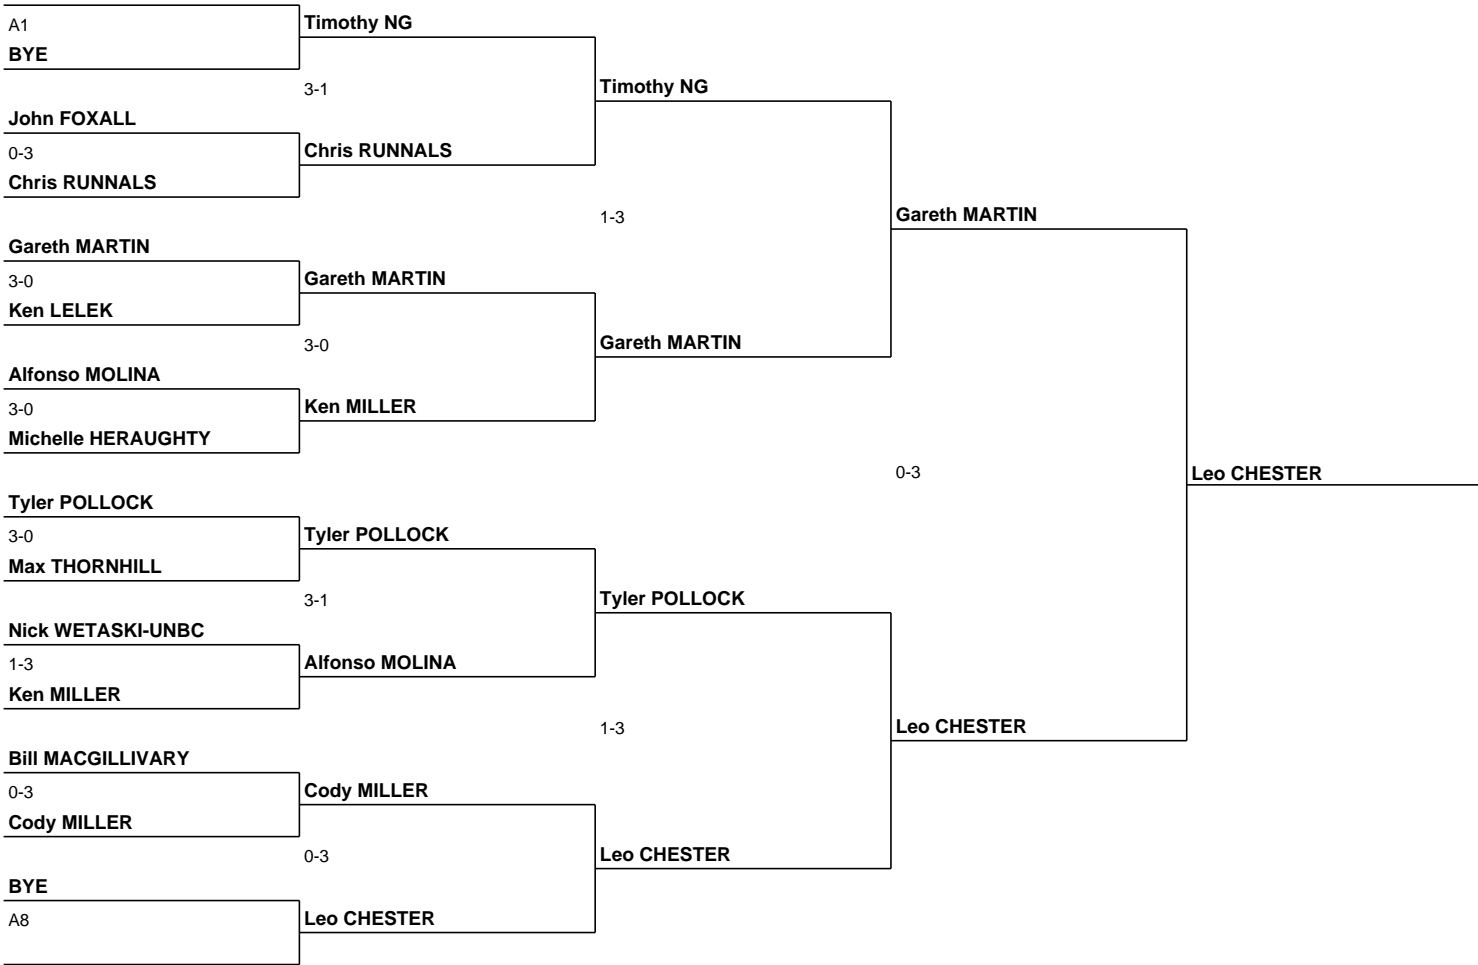 A1
BYE
John FOXALL
0-3
Chris RUNNALS
Gareth MARTIN
3-0
Ken LELEK
Alfonso MOLINA
3-0
Michelle HERAUGHTY
Tyler POLLOCK
3-0
Max THORNHILL
Nick WETASKI-UNBC
1-3
Ken MILLER
Bill MACGILLIVARY
0-3
Cody MILLER
BYE
A8
Timothy NG
3-1
Chris RUNNALS
Gareth MARTIN
3-0
Ken MILLER
Tyler POLLOCK
3-1
Alfonso MOLINA
Cody MILLER
0-3
Leo CHESTER
Timothy NG
1-3
Gareth MARTIN
Tyler POLLOCK
1-3
Leo CHESTER
Gareth MARTIN
0-3
Leo CHESTER
Leo CHESTER